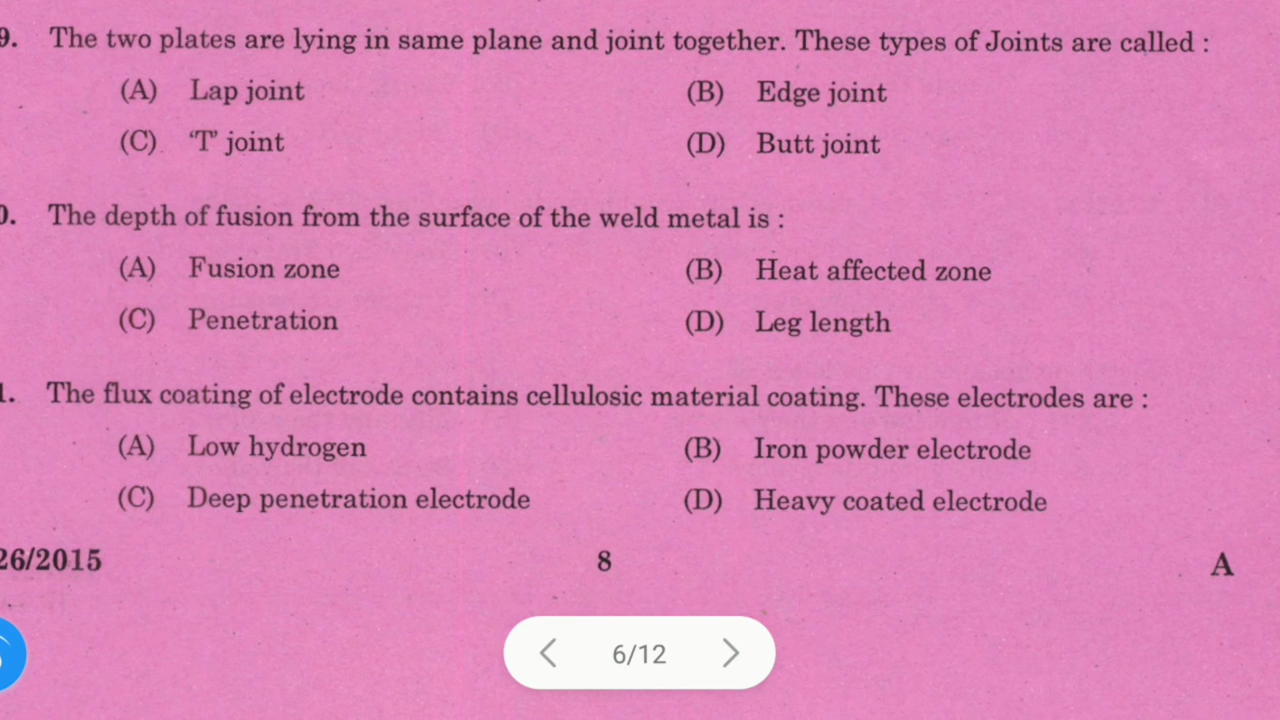 9. The two plates are lying in same plane and joint together. These types of Joints are called :
(A) Lap joint (B) Edge joint
(C) 'T' joint (D) Butt joint
0. The depth of fusion from the surface of the weld metal is :
(A) Fusion zone (B) Heat affected zone
(C) Penetration (D) Leg length
1. The flux coating of electrode contains cellulosic material coating. These electrodes are :
(A) Low hydrogen (B) Iron powder electrode
(C) Deep penetration electrode (D) Heavy coated electrode
26/2015 8 A
6/12